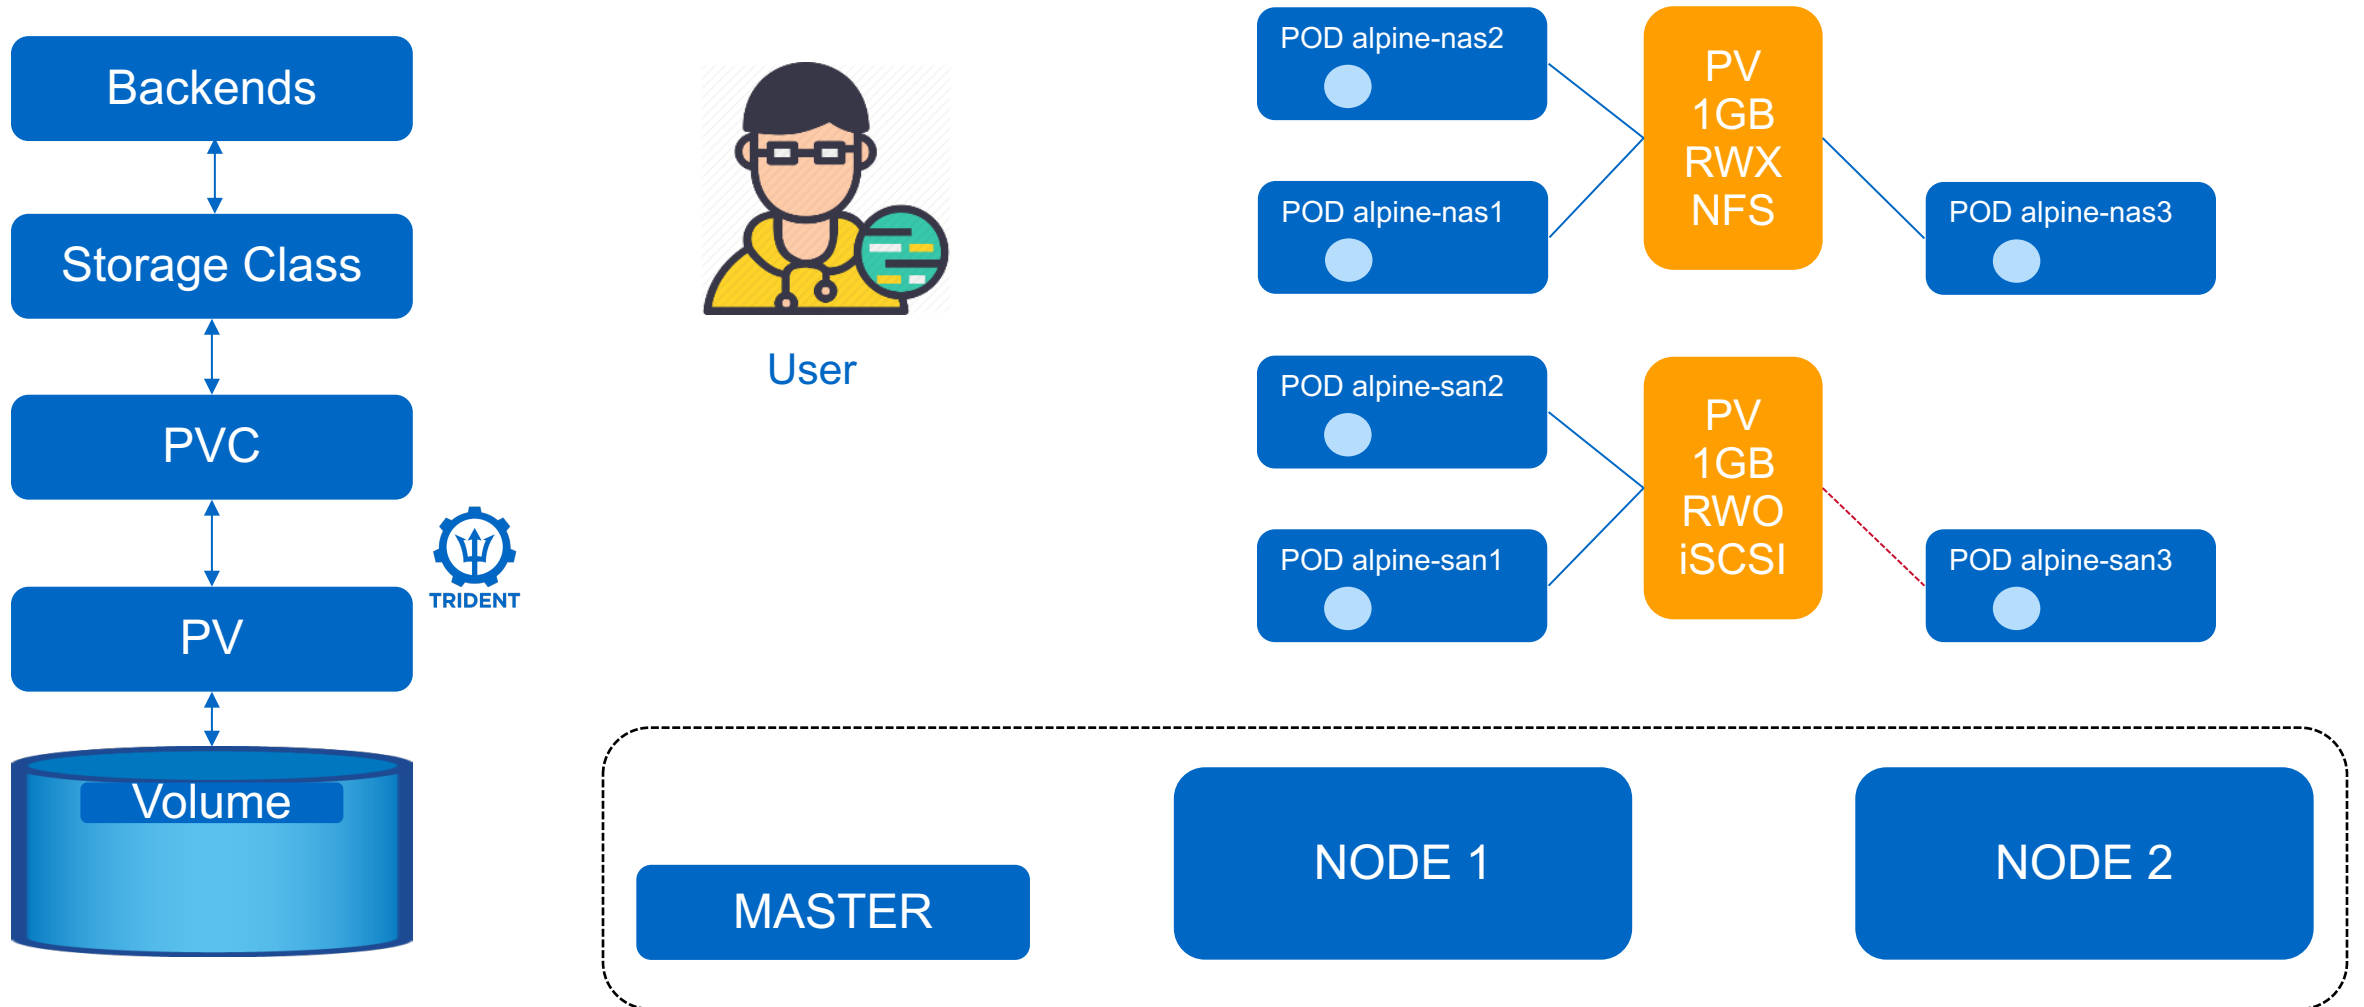 Backends
Storage Class
PVC
PV
TRIDENT
Volume
User
POD alpine-nas2
POD alpine-nas1
PV
1GB
RWX
NFS
POD alpine-nas3
POD alpine-san2
POD alpine-san1
PV
1GB
RWO
iSCSI
POD alpine-san3
MASTER
NODE 1
NODE 2